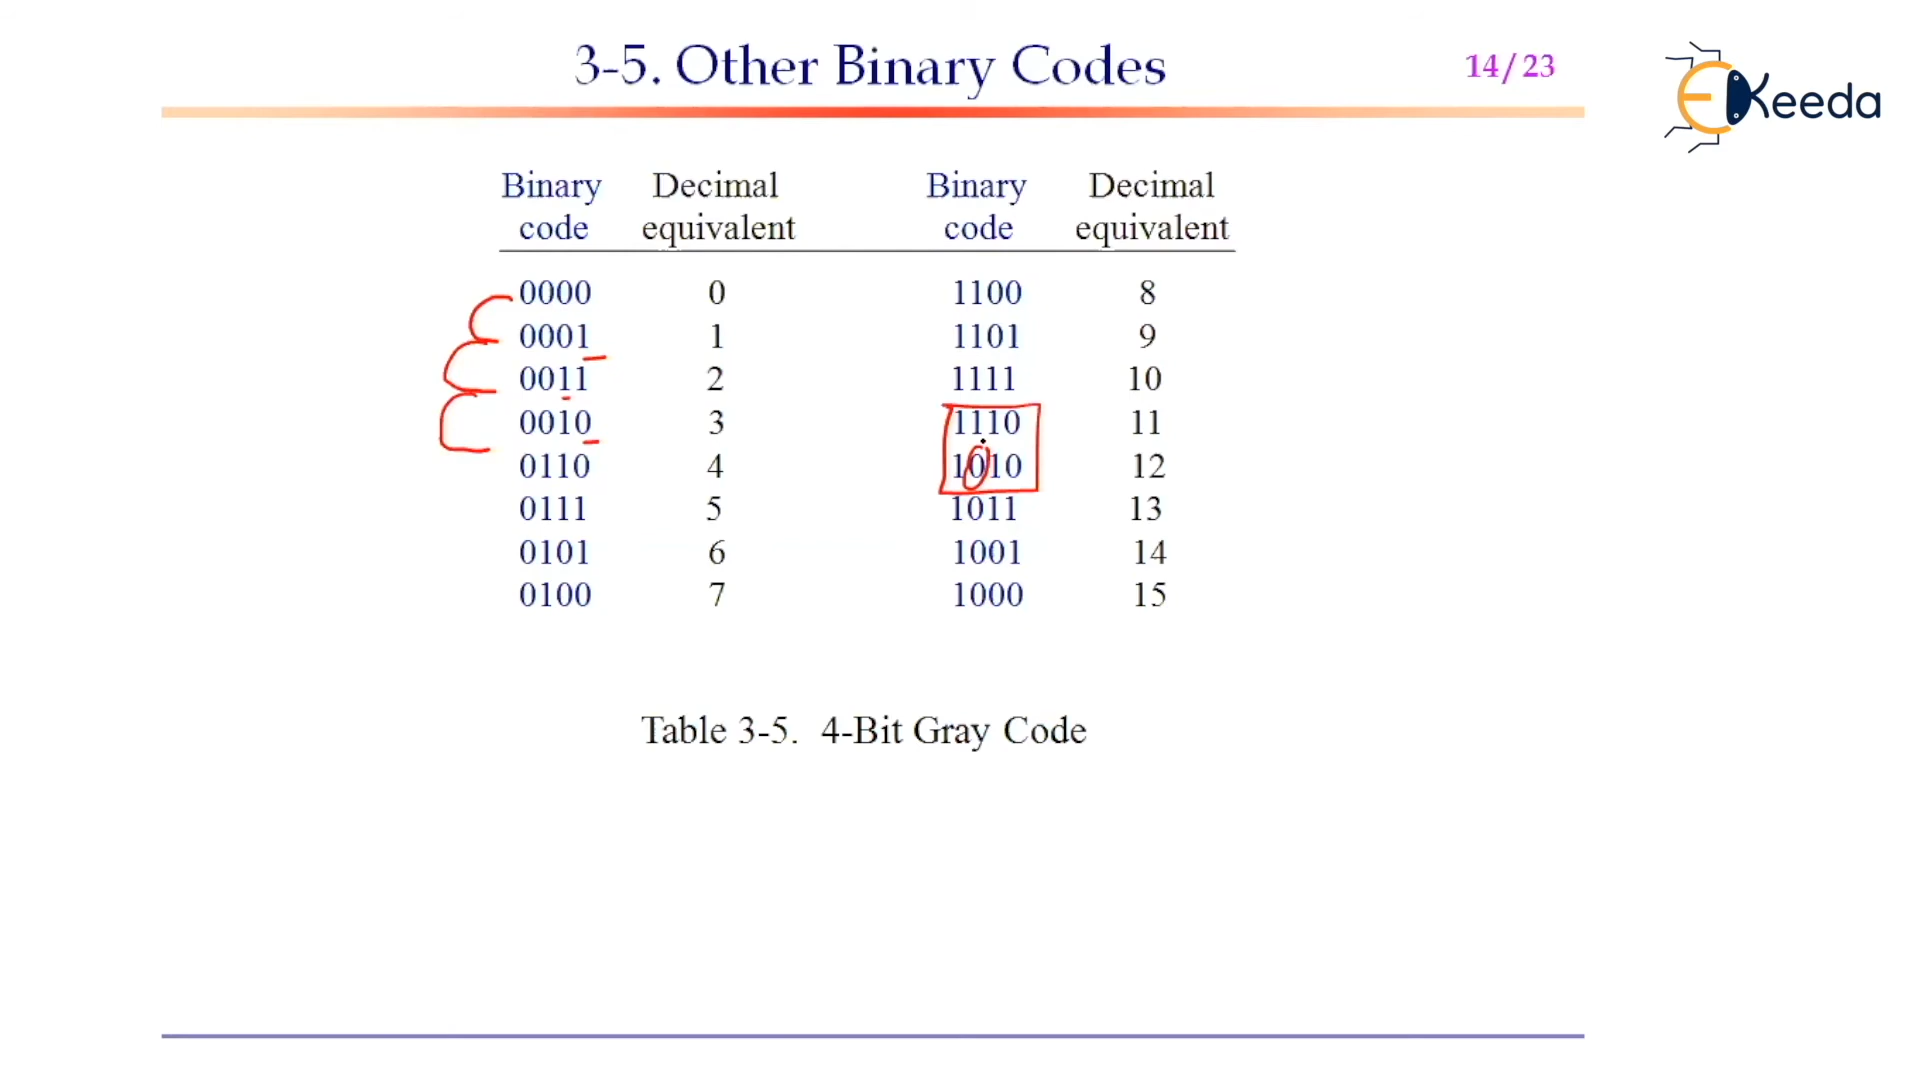 3-5. Other Binary Codes
14/23
EKeeda
Binary code Decimal equivalent Binary code Decimal equivalent
0000 0 1100 8
0001 1 1101 9
0011 2 1111 10
0010 3 1110 11
0110 4 1010 12
0111 5 1011 13
0101 6 1001 14
0100 7 1000 15
Table 3-5. 4-Bit Gray Code